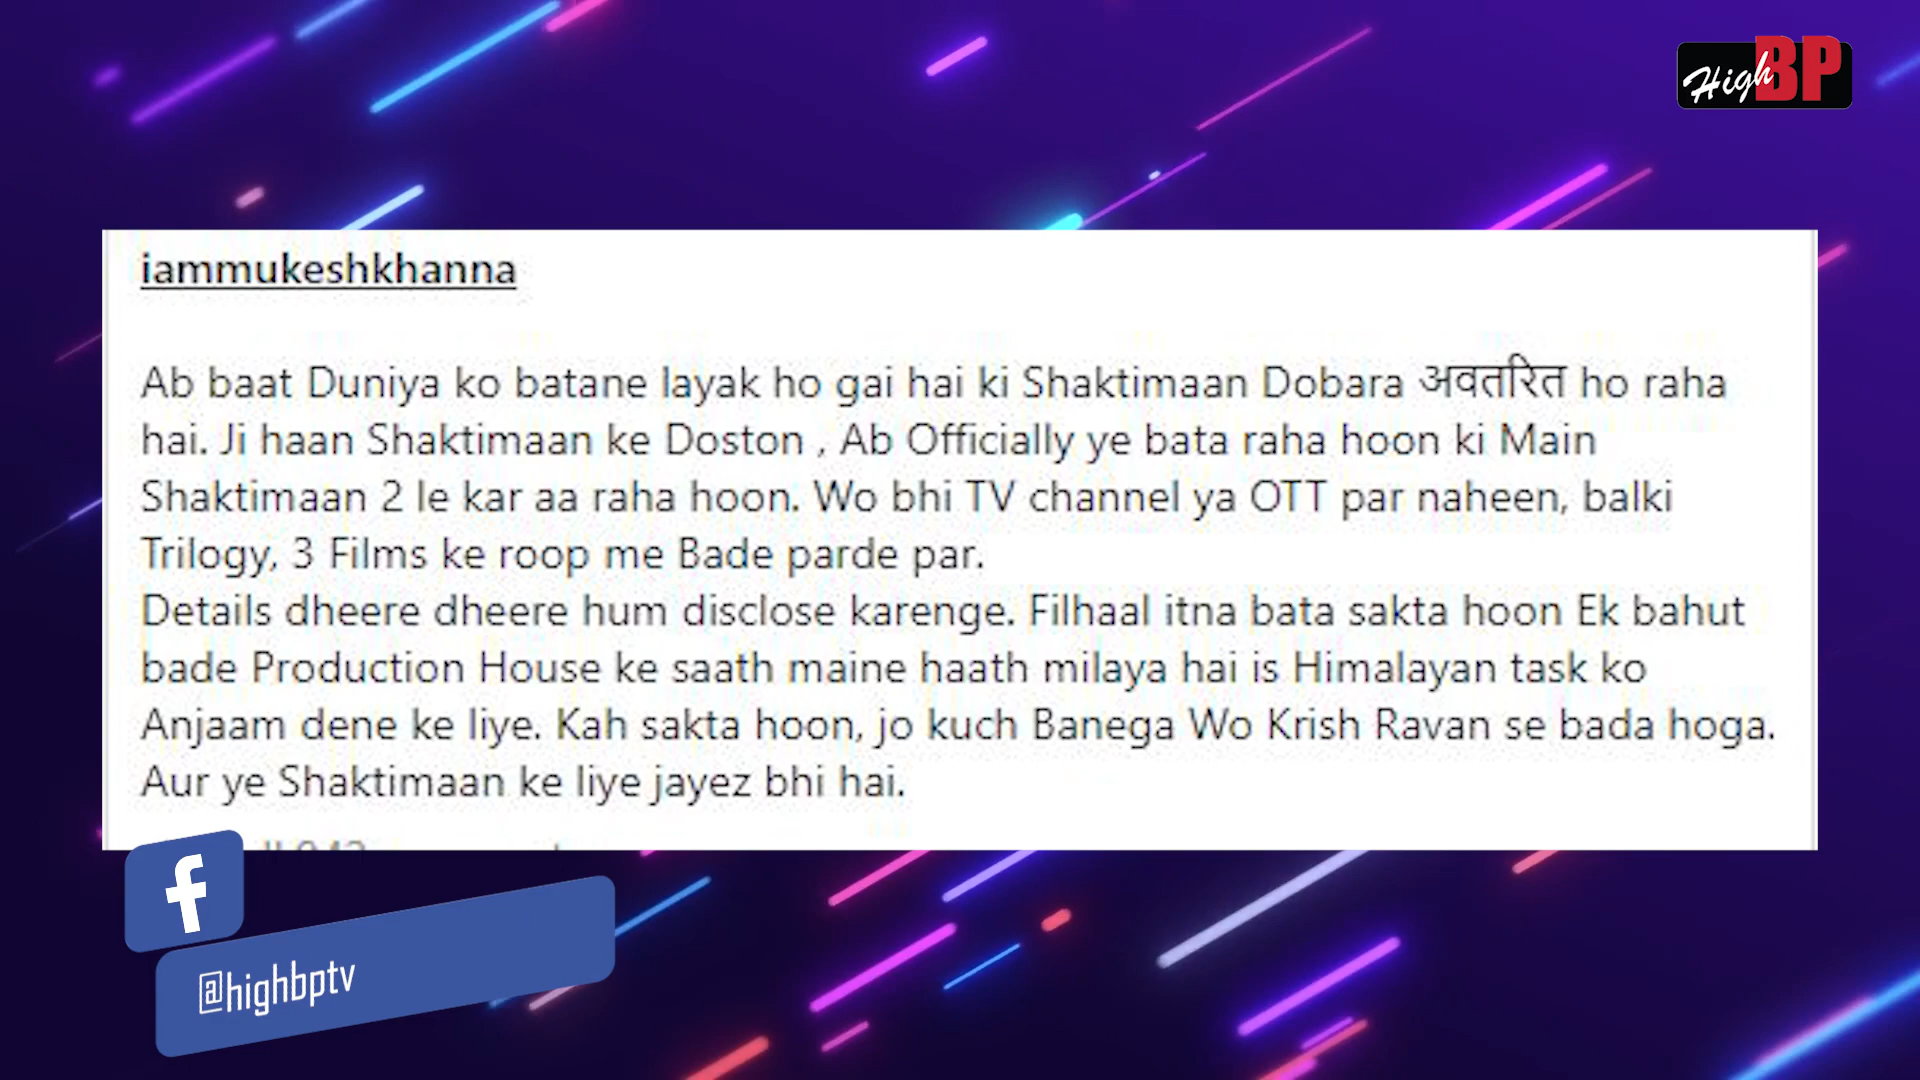 High BP
iammukeshkhanna
Ab baat Duniya ko batane layak ho gai hai ki Shaktimaan Dobara अवतरित ho raha
hai. Ji haan Shaktimaan ke Doston , Ab Officially ye bata raha hoon ki Main
Shaktimaan 2 le kar aa raha hoon. Wo bhi TV channel ya OTT par naheen, balki
Trilogy, 3 Films ke roop me Bade parde par.
Details dheere dheere hum disclose karenge. Filhaal itna bata sakta hoon Ek bahut
bade Production House ke saath maine haath milaya hai is Himalayan task ko
Anjaam dene ke liye. Kah sakta hoon, jo kuch Banega Wo Krish Ravan se bada hoga.
Aur ye Shaktimaan ke liye jayez bhi hai.
f
@highbptv